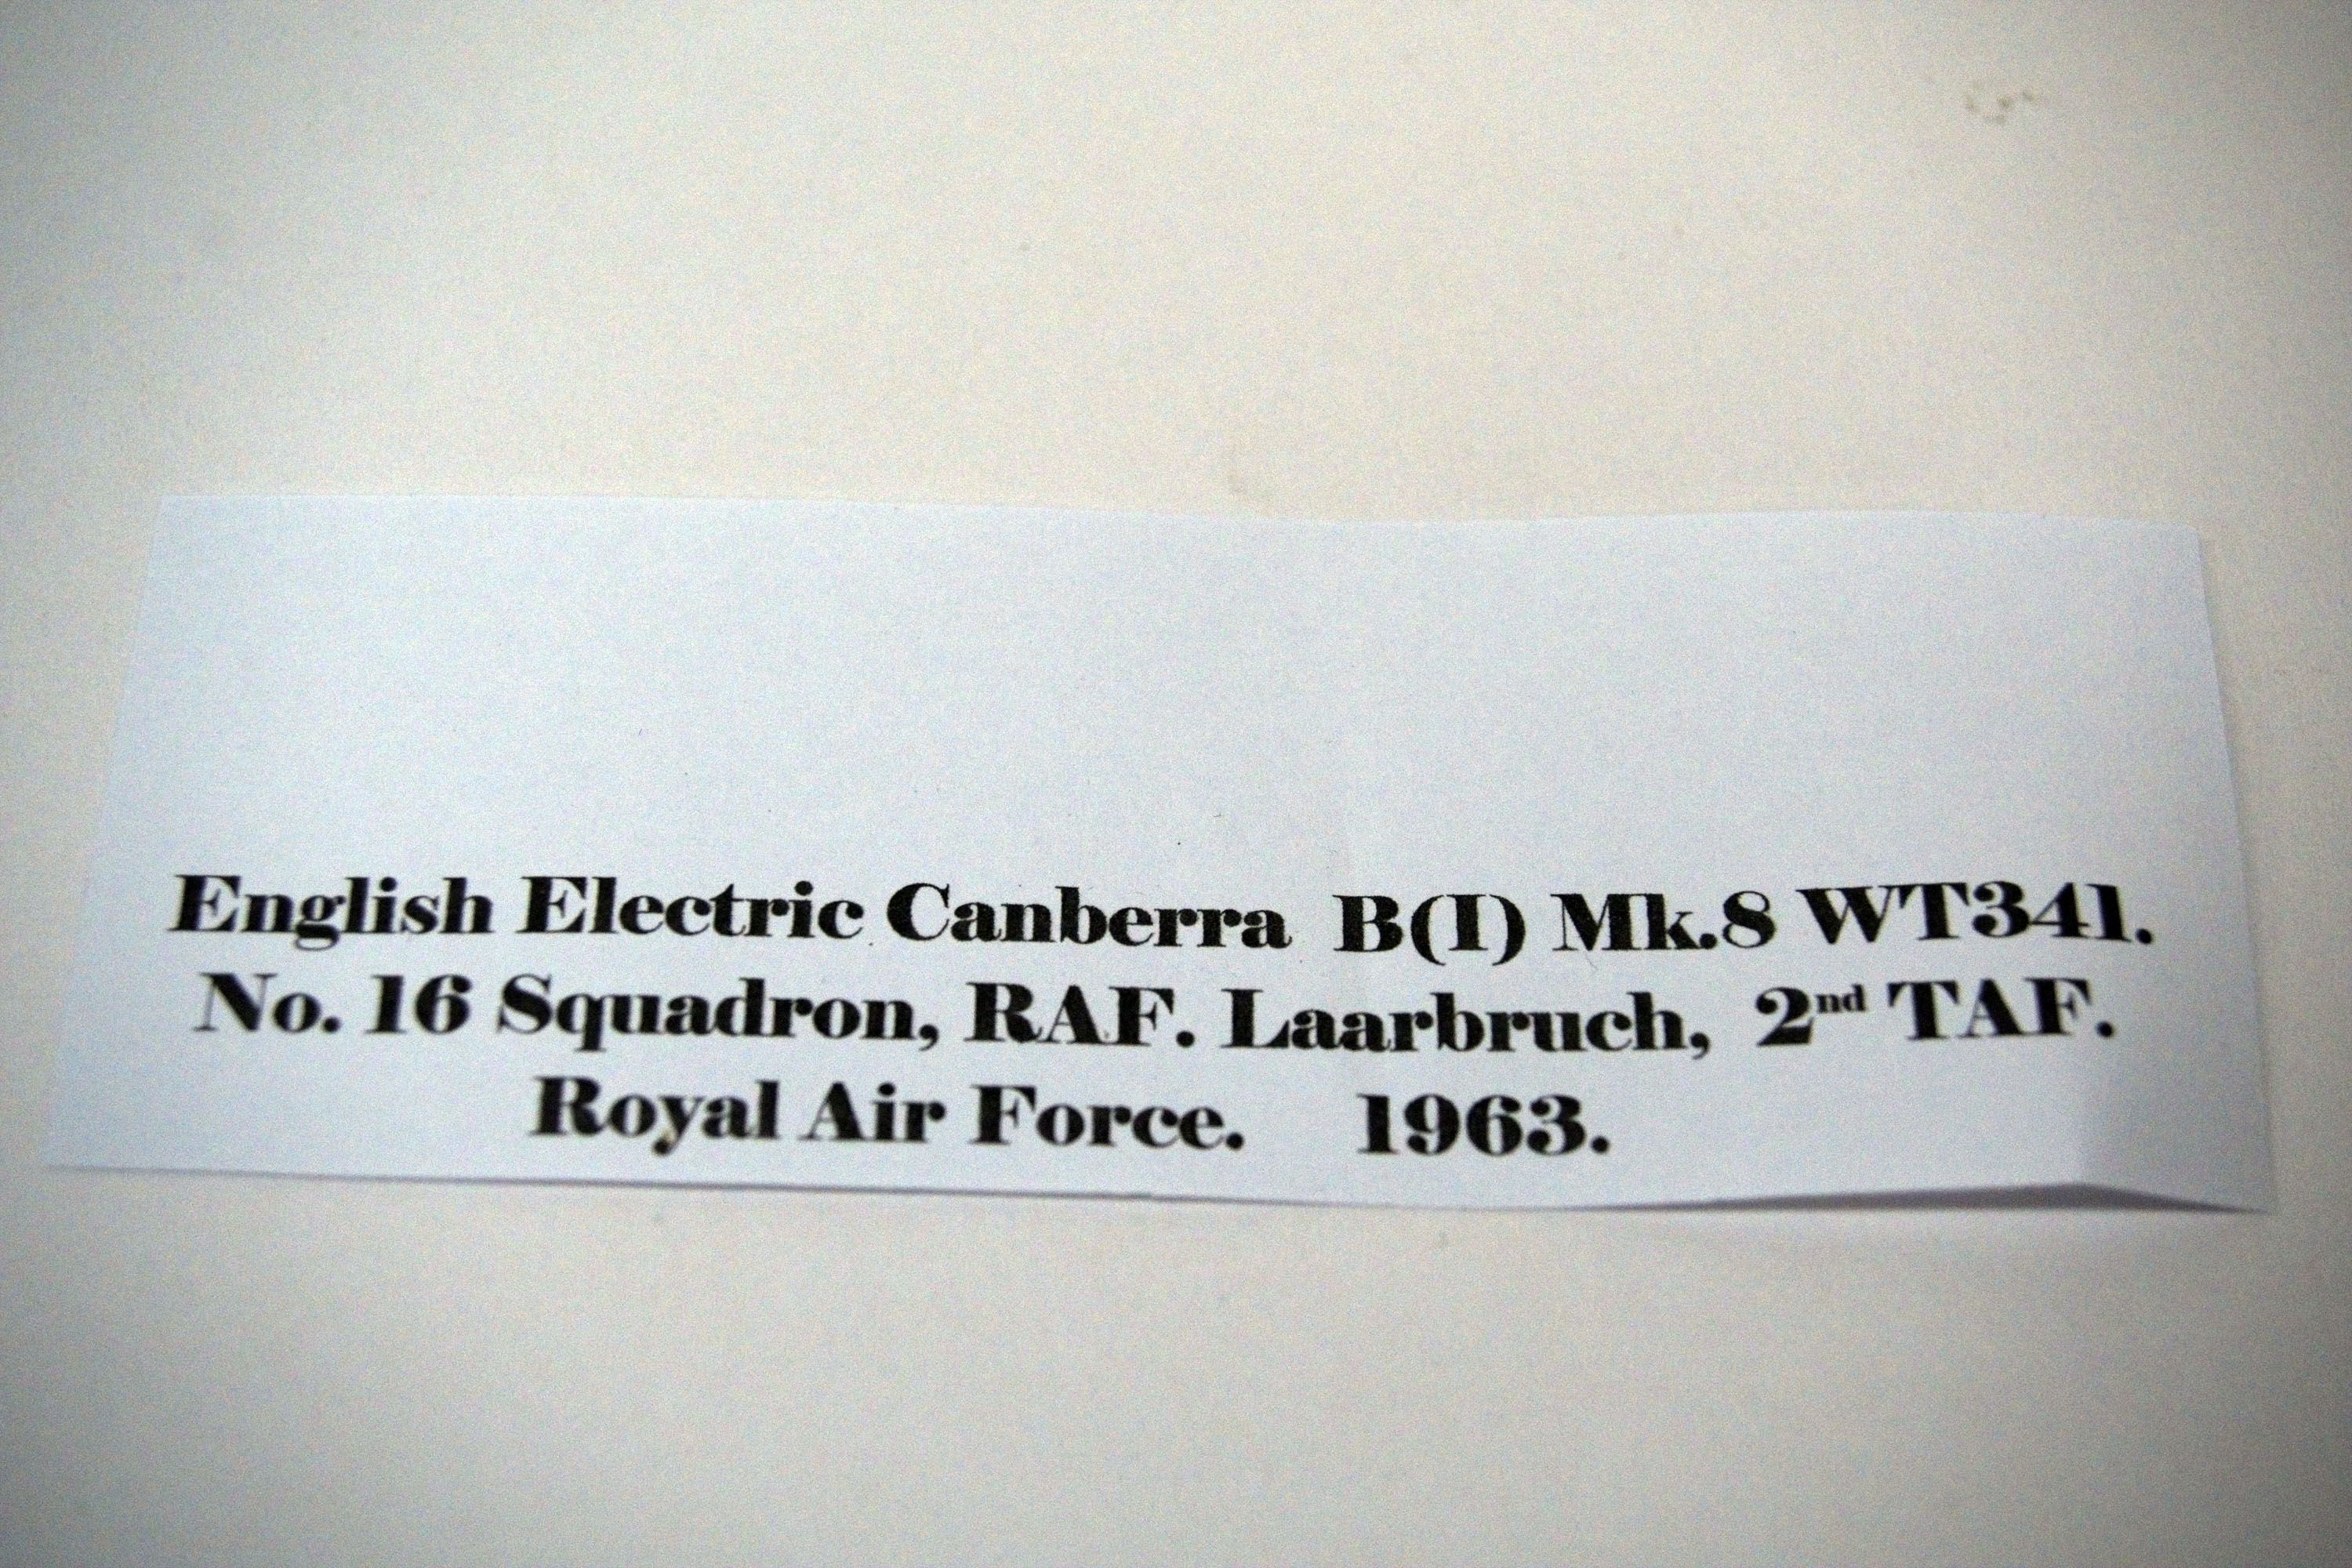 English Electric Canberra B(I) Mk.8 WT341.
No. 16 Squadron, RAF. Laarbruch, 2nd TAF.
Royal Air Force. 1963.